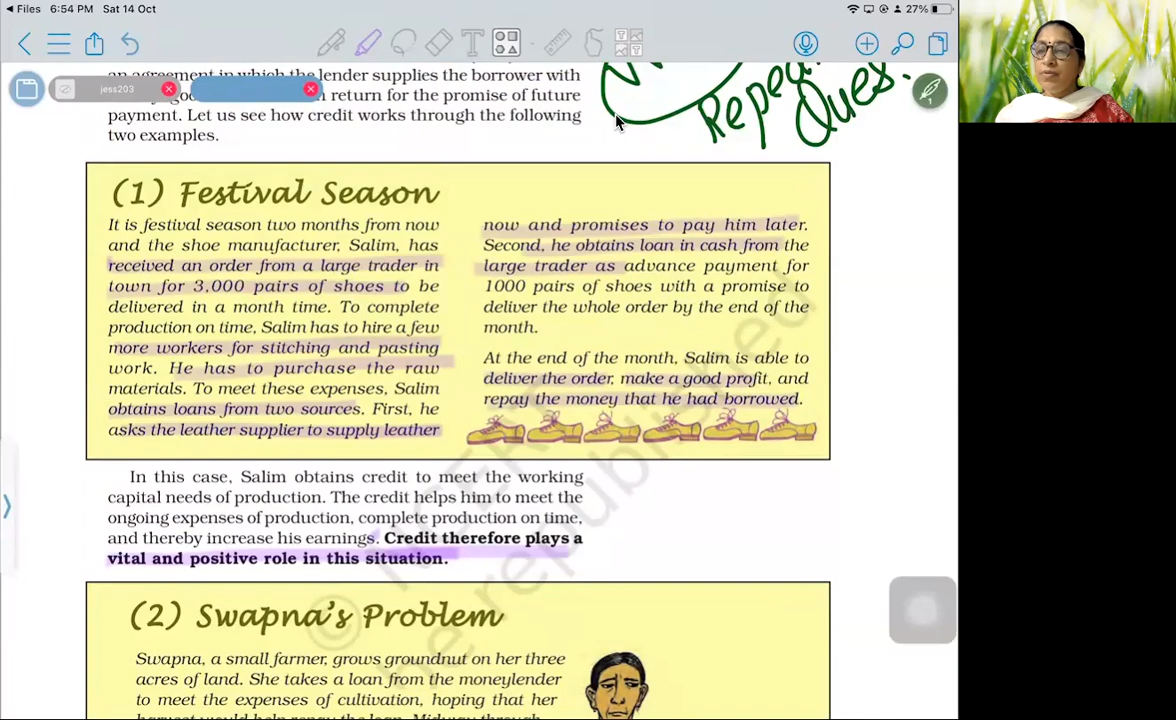 Files 6:54 PM Sat 14 Oct
27%
jess203
an agreement in which the lender supplies the borrower with
return for the promise of future
payment. Let us see how credit works through the following
two examples.
Ques.
(1) Festival Season
It is festival season two months from now
and the shoe manufacturer, Salim, has
received an order from a large trader in
town for 3,000 pairs of shoes to be
delivered in a month time. To complete
production on time, Salim has to hire a few
more workers for stitching and pasting
work. He has to purchase the raw
materials. To meet these expenses, Salim
obtains loans from two sources. First, he
asks the leather supplier to supply leather
now and promises to pay him later.
Second, he obtains loan in cash from the
large trader as advance payment for
1000 pairs of shoes with a promise to
deliver the whole order by the end of the
month.
At the end of the month, Salim is able to
deliver the order, make a good profit, and
repay the money that he had borrowed.
In this case, Salim obtains credit to meet the working
capital needs of production. The credit helps him to meet the
ongoing expenses of production, complete production on time,
and thereby increase his earnings. Credit therefore plays a
vital and positive role in this situation.
(2) Swapna's Problem
Swapna, a small farmer, grows groundnut on her three
acres of land. She takes a loan from the moneylender
to meet the expenses of cultivation, hoping that her
harvest would help repay the loan. Midway through
© NCERT
be republished